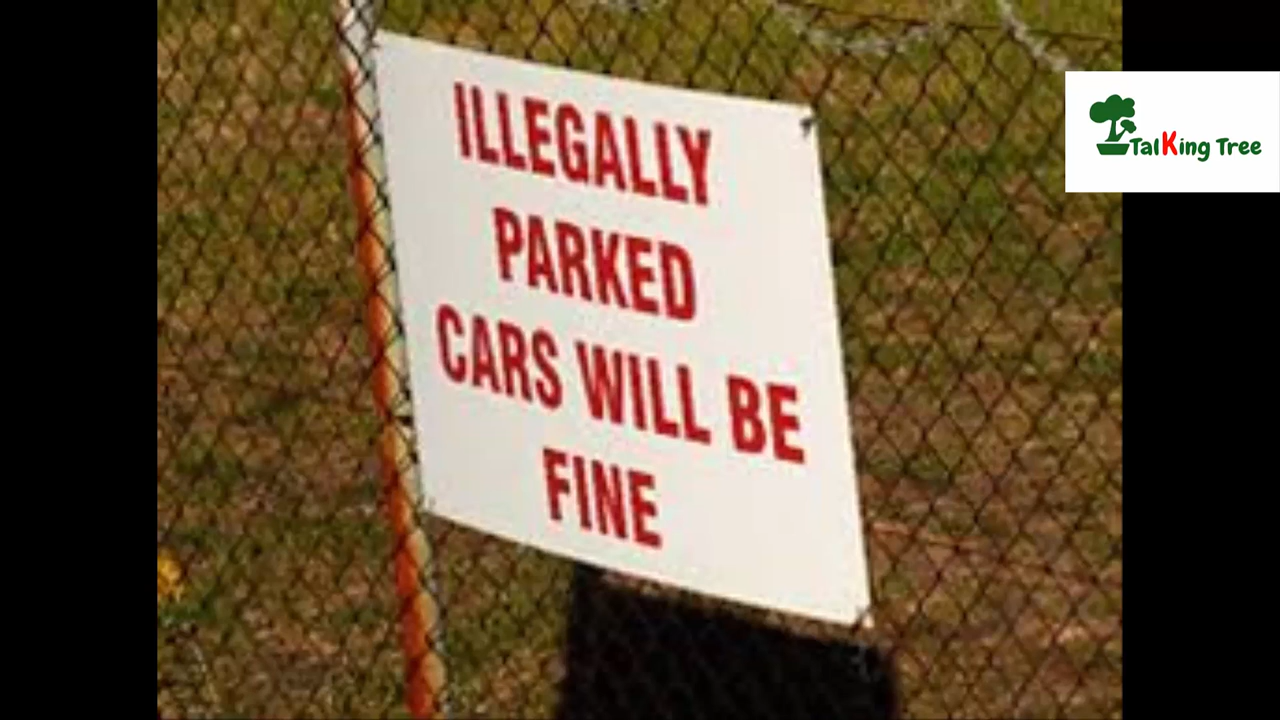 ILLEGALLY
PARKED
CARS WILL BE
FINE
TalKing Tree